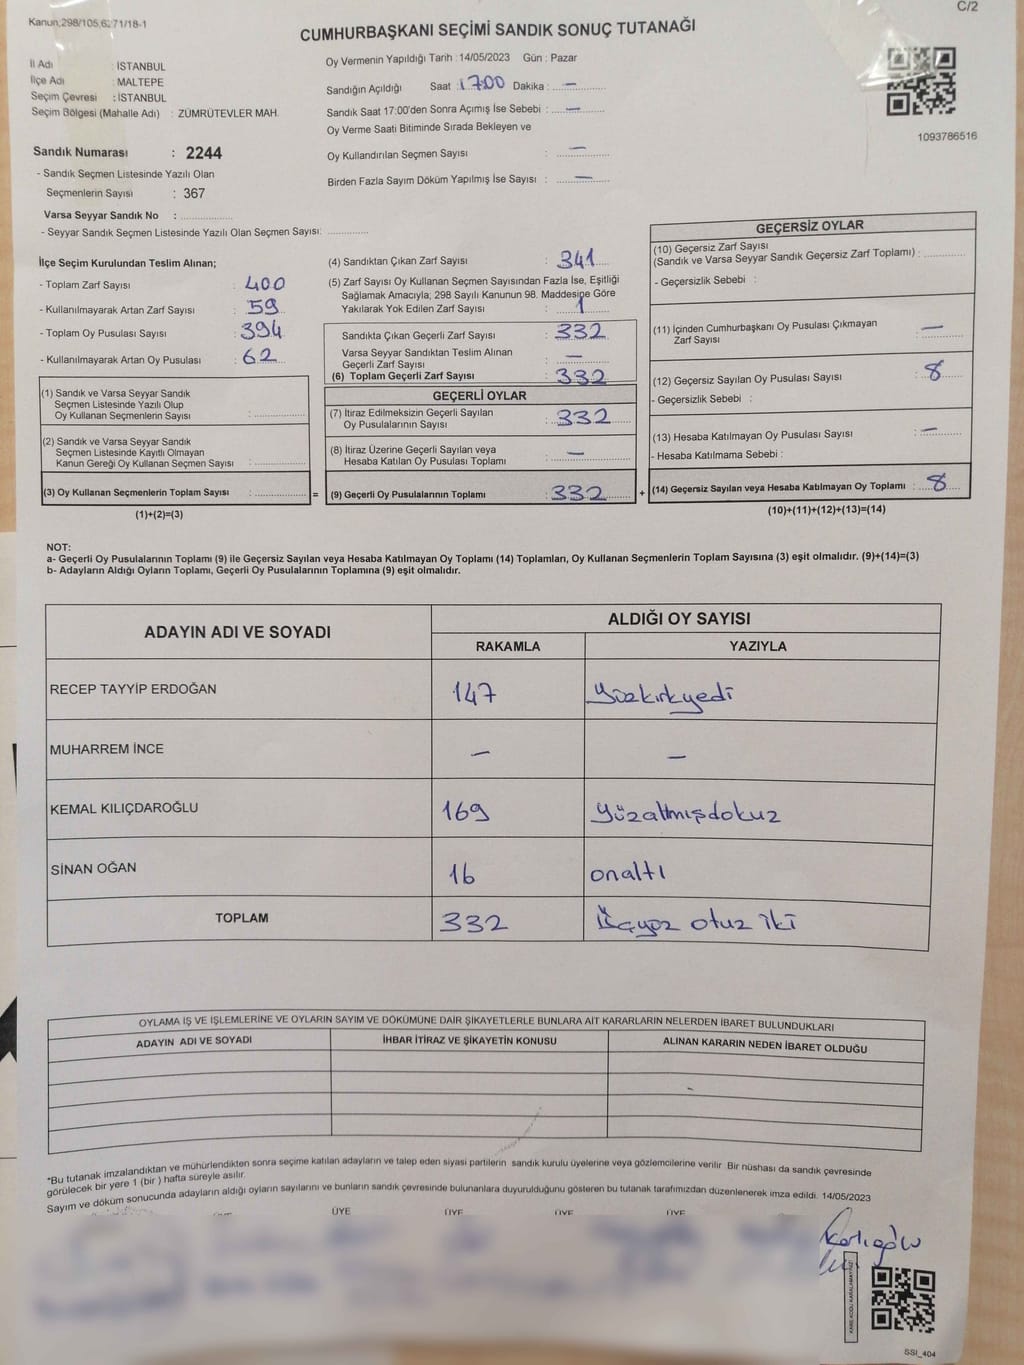 Kanun;298/105,6271/18-1
C/2
CUMHURBAŞKANI SEÇİMİ SANDIK SONUÇ TUTANAĞI
İl Adı : İSTANBUL
İlçe Adı : MALTEPE
Seçim Çevresi : İSTANBUL
Seçim Bölgesi (Mahalle Adı) : ZÜMRÜTEVLER MAH.
Sandık Numarası : 2244
- Sandık Seçmen Listesinde Yazılı Olan
Seçmenlerin Sayısı : 367
Varsa Seyyar Sandık No : ...............
- Seyyar Sandık Seçmen Listesinde Yazılı Olan Seçmen Sayısı: ............
Oy Vermenin Yapıldığı Tarih : 14/05/2023 Gün : Pazar
Sandığın Açıldığı Saat : 17:00 Dakika : —
Sandık Saat 17:00'den Sonra Açımış İse Sebebi : —
Oy Verme Saati Bitiminde Sırada Bekleyen ve
Oy Kullandırılan Seçmen Sayısı : —
Birden Fazla Sayım Döküm Yapılmış İse Sayısı : —
1093786516
İlçe Seçim Kurulundan Teslim Alınan;
- Toplam Zarf Sayısı : 400
- Kullanılmayarak Artan Zarf Sayısı : 59
- Toplam Oy Pusulası Sayısı : 394
- Kullanılmayarak Artan Oy Pusulası : 62
(1) Sandık ve Varsa Seyyar Sandık
Seçmen Listesinde Yazılı Olup
Oy Kullanan Seçmenlerin Sayısı : ............
(2) Sandık ve Varsa Seyyar Sandık
Seçmen Listesinde Kayıtlı Olmayan
Kanun Gereği Oy Kullanan Seçmen Sayısı : ............
(3) Oy Kullanan Seçmenlerin Toplam Sayısı : ............ =
(1)+(2)=(3)
(4) Sandıktan Çıkan Zarf Sayısı : 341
(5) Zarf Sayısı Oy Kullanan Seçmen Sayısından Fazla İse, Eşitliği
Sağlamak Amacıyla; 298 Sayılı Kanunun 98. Maddesine Göre
Yakılarak Yok Edilen Zarf Sayısı : 1
Sandıkta Çıkan Geçerli Zarf Sayısı : 332
Varsa Seyyar Sandıktan Teslim Alınan
Geçerli Zarf Sayısı : —
(6) Toplam Geçerli Zarf Sayısı : 332
GEÇERLİ OYLAR
(7) İtiraz Edilmeksizin Geçerli Sayılan
Oy Pusulalarının Sayısı : 332
(8) İtiraz Üzerine Geçerli Sayılan veya
Hesaba Katılan Oy Pusulası Toplamı : —
(9) Geçerli Oy Pusulalarının Toplamı : 332 +
GEÇERSİZ OYLAR
(10) Geçersiz Zarf Sayısı
(Sandık ve Varsa Seyyar Sandık Geçersiz Zarf Toplamı) : ............
- Geçersizlik Sebebi :
(11) İçinden Cumhurbaşkanı Oy Pusulası Çıkmayan
Zarf Sayısı : —
(12) Geçersiz Sayılan Oy Pusulası Sayısı : 8
- Geçersizlik Sebebi :
(13) Hesaba Katılmayan Oy Pusulası Sayısı : —
- Hesaba Katılmama Sebebi :
(14) Geçersiz Sayılan veya Hesaba Katılmayan Oy Toplamı : 8
(10)+(11)+(12)+(13)=(14)
NOT:
a- Geçerli Oy Pusulalarının Toplamı (9) ile Geçersiz Sayılan veya Hesaba Katılmayan Oy Toplamı (14) Toplamları, Oy Kullanan Seçmenlerin Toplam Sayısına (3) eşit olmalıdır. (9)+(14)=(3)
b- Adayların Aldığı Oyların Toplamı, Geçerli Oy Pusulalarının Toplamına (9) eşit olmalıdır.
ADAYIN ADI VE SOYADI
ALDIĞI OY SAYISI
RAKAMLA YAZIYLA
RECEP TAYYİP ERDOĞAN 147 Yüzkırkyedi
MUHARREM İNCE — —
KEMAL KILIÇDAROĞLU 169 Yüzaltmışdokuz
SİNAN OĞAN 16 onaltı
TOPLAM 332 Üçyüz otuz iki
OYLAMA İŞ VE İŞLEMLERİNE VE OYLARIN SAYIM VE DÖKÜMÜNE DAİR ŞİKAYETLERLE BUNLARA AİT KARARLARIN NELERDEN İBARET BULUNDUKLARI
ADAYIN ADI VE SOYADI İHBAR İTİRAZ VE ŞİKAYETİN KONUSU ALINAN KARARIN NEDEN İBARET OLDUĞU
*Bu tutanak imzalandıktan ve mühürlendikten sonra seçime katılan adayların ve talep eden siyasi partilerin sandık kurulu üyelerine veya gözlemcilerine verilir. Bir nüshası da sandık çevresinde
görülecek bir yere 1 (bir ) hafta süreyle asılır.
Sayım ve döküm sonucunda adayların aldığı oyların sayılarını ve bunların sandık çevresinde bulunanlara duyurulduğunu gösteren bu tutanak tarafımızdan düzenlenerek imza edildi. 14/05/2023
ÜYE ÜYE ÜYE ÜYE
KARE KODU KARALAMAYINIZ!
SSI_404